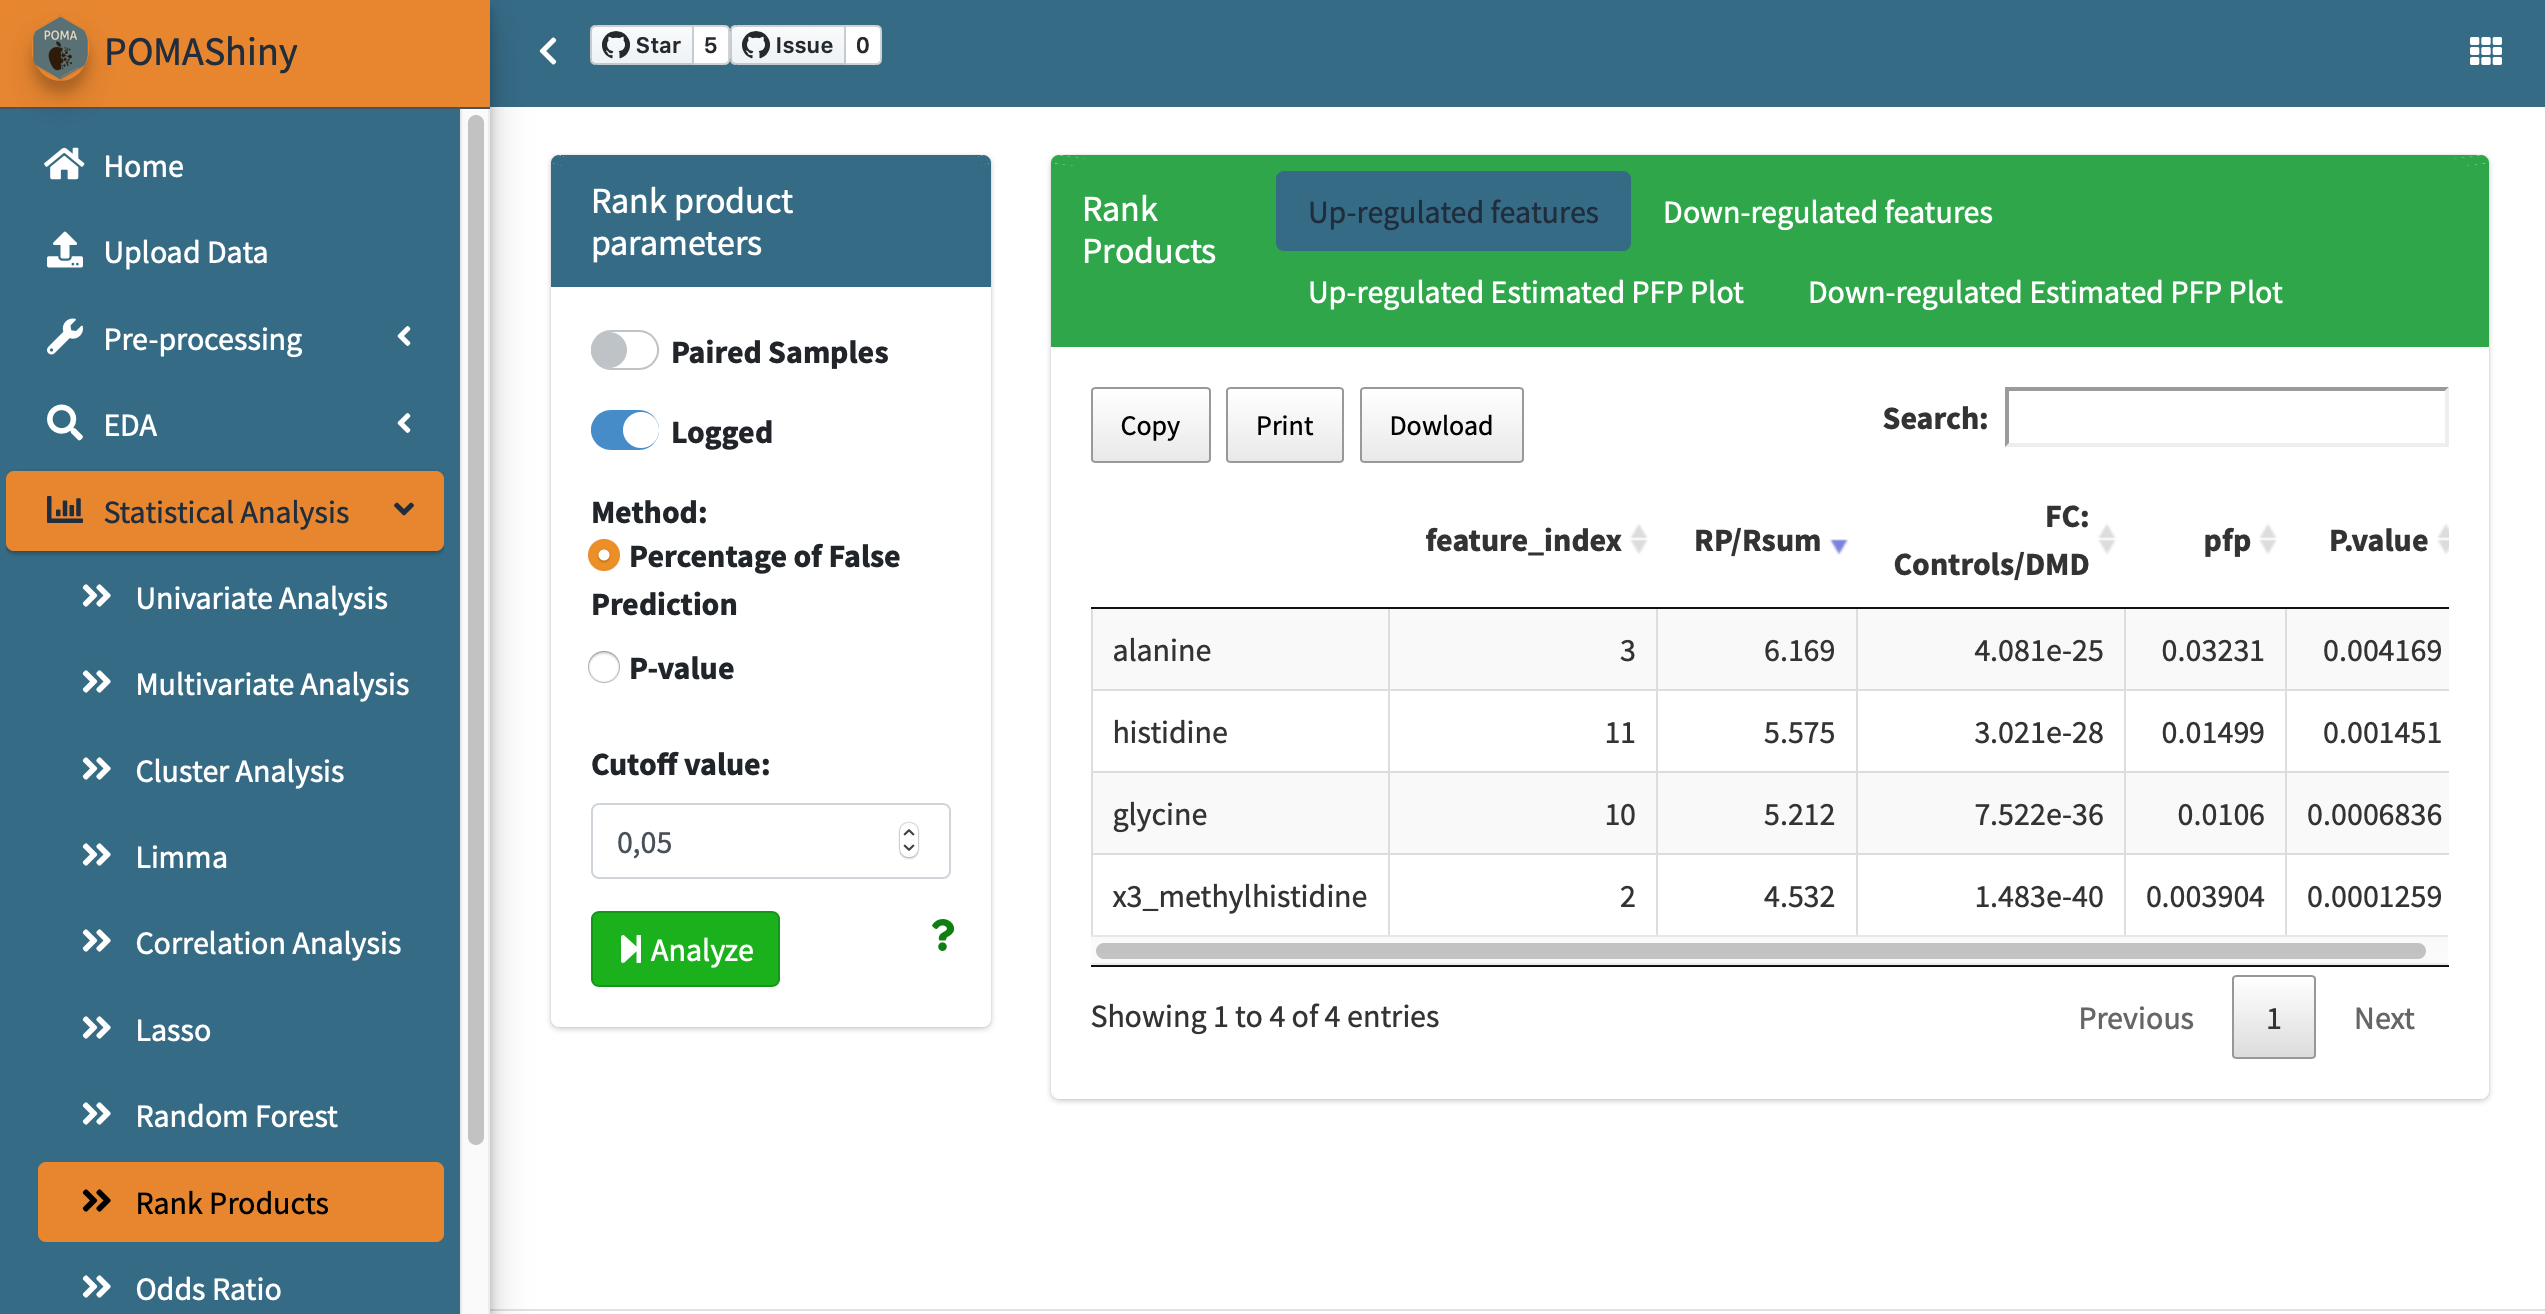 POMA
POMAShiny
Star 5 Issue 0
Home
Upload Data
Pre-processing
EDA
Statistical Analysis
Univariate Analysis
Multivariate Analysis
Cluster Analysis
Limma
Correlation Analysis
Lasso
Random Forest
Rank Products
Odds Ratio
Rank product
parameters
Paired Samples
Logged
Method:
Percentage of False
Prediction
P-value
Cutoff value:
0,05
Analyze
?
Rank
Products
Up-regulated features Down-regulated features
Up-regulated Estimated PFP Plot Down-regulated Estimated PFP Plot
Copy Print Dowload Search:
feature_index RP/Rsum FC: Controls/DMD pfp P.value
alanine 3 6.169 4.081e-25 0.03231 0.004169
histidine 11 5.575 3.021e-28 0.01499 0.001451
glycine 10 5.212 7.522e-36 0.0106 0.0006836
x3_methylhistidine 2 4.532 1.483e-40 0.003904 0.0001259
Showing 1 to 4 of 4 entries
Previous 1 Next